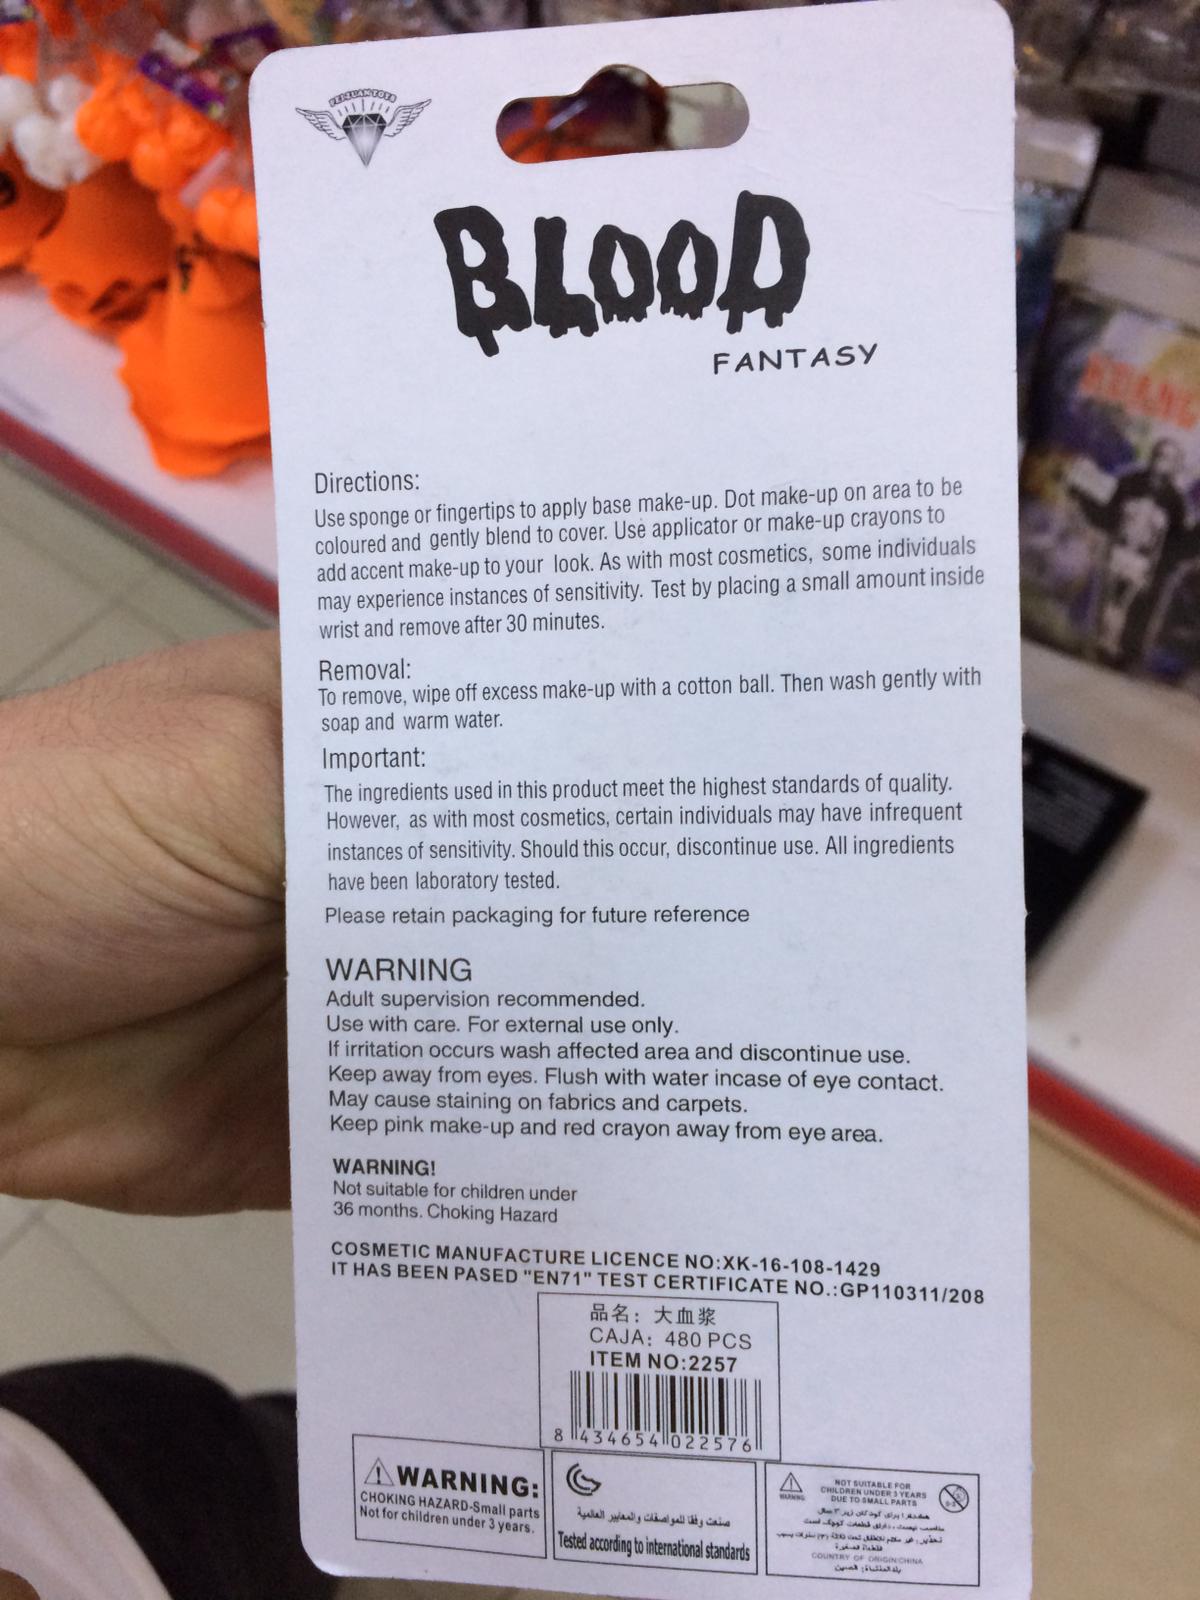 FEIZUAN TOYS
BLOOD
FANTASY
Directions:
Use sponge or fingertips to apply base make-up. Dot make-up on area to be
coloured and gently blend to cover. Use applicator or make-up crayons to
add accent make-up to your look. As with most cosmetics, some individuals
may experience instances of sensitivity. Test by placing a small amount inside
wrist and remove after 30 minutes.
Removal:
To remove, wipe off excess make-up with a cotton ball. Then wash gently with
soap and warm water.
Important:
The ingredients used in this product meet the highest standards of quality.
However, as with most cosmetics, certain individuals may have infrequent
instances of sensitivity. Should this occur, discontinue use. All ingredients
have been laboratory tested.
Please retain packaging for future reference
WARNING
Adult supervision recommended.
Use with care. For external use only.
If irritation occurs wash affected area and discontinue use.
Keep away from eyes. Flush with water incase of eye contact.
May cause staining on fabrics and carpets.
Keep pink make-up and red crayon away from eye area.
WARNING!
Not suitable for children under
36 months. Choking Hazard
COSMETIC MANUFACTURE LICENCE NO:XK-16-108-1429
IT HAS BEEN PASED "EN71" TEST CERTIFICATE NO.:GP110311/208
品名：大血浆
CAJA: 480 PCS
ITEM NO:2257
8 434654 022576
WARNING:
CHOKING HAZARD-Small parts
Not for children under 3 years.
صنعت وفقا للمواصفات والمعايير العالمية
Tested according to international standards
WARNING
NOT SUITABLE FOR
CHILDREN UNDER 3 YEARS
DUE TO SMALL PARTS
0-3
COUNTRY OF ORIGIN:CHINA
بلد المنشاة: الصين